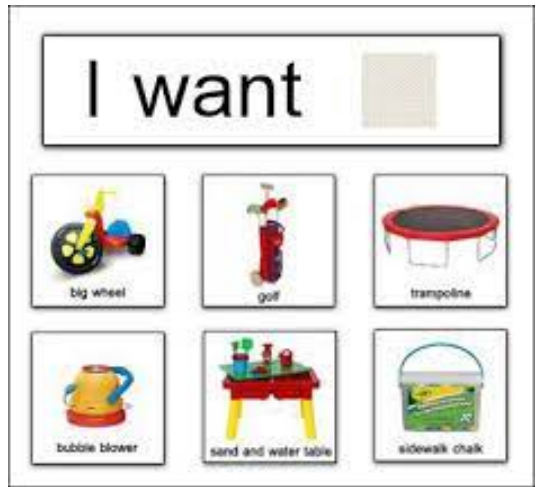 I want
big wheel
golf
trampoline
bubble blower
sand and water table
sidewalk chalk